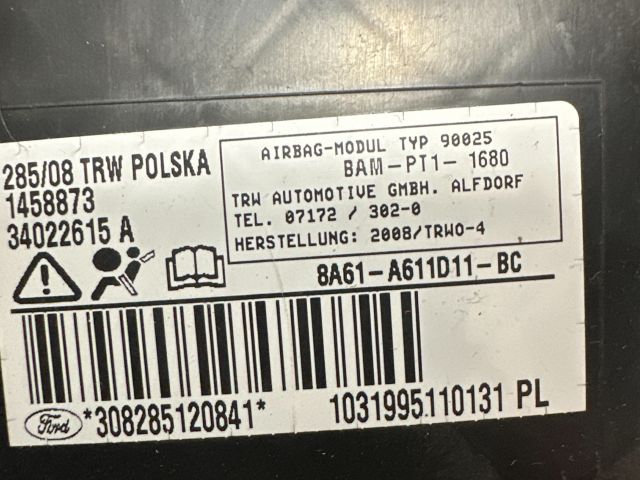 285/08 TRW POLSKA
1458873
34022615 A
AIRBAG-MODUL TYP 90025
BAM-PT1-1680
TRW AUTOMOTIVE GMBH. ALFDORF
TEL. 07172 / 302-0
HERSTELLUNG: 2008/TRWO-4
8A61-A611D11-BC
Ford
*308285120841*
1031995110131 PL